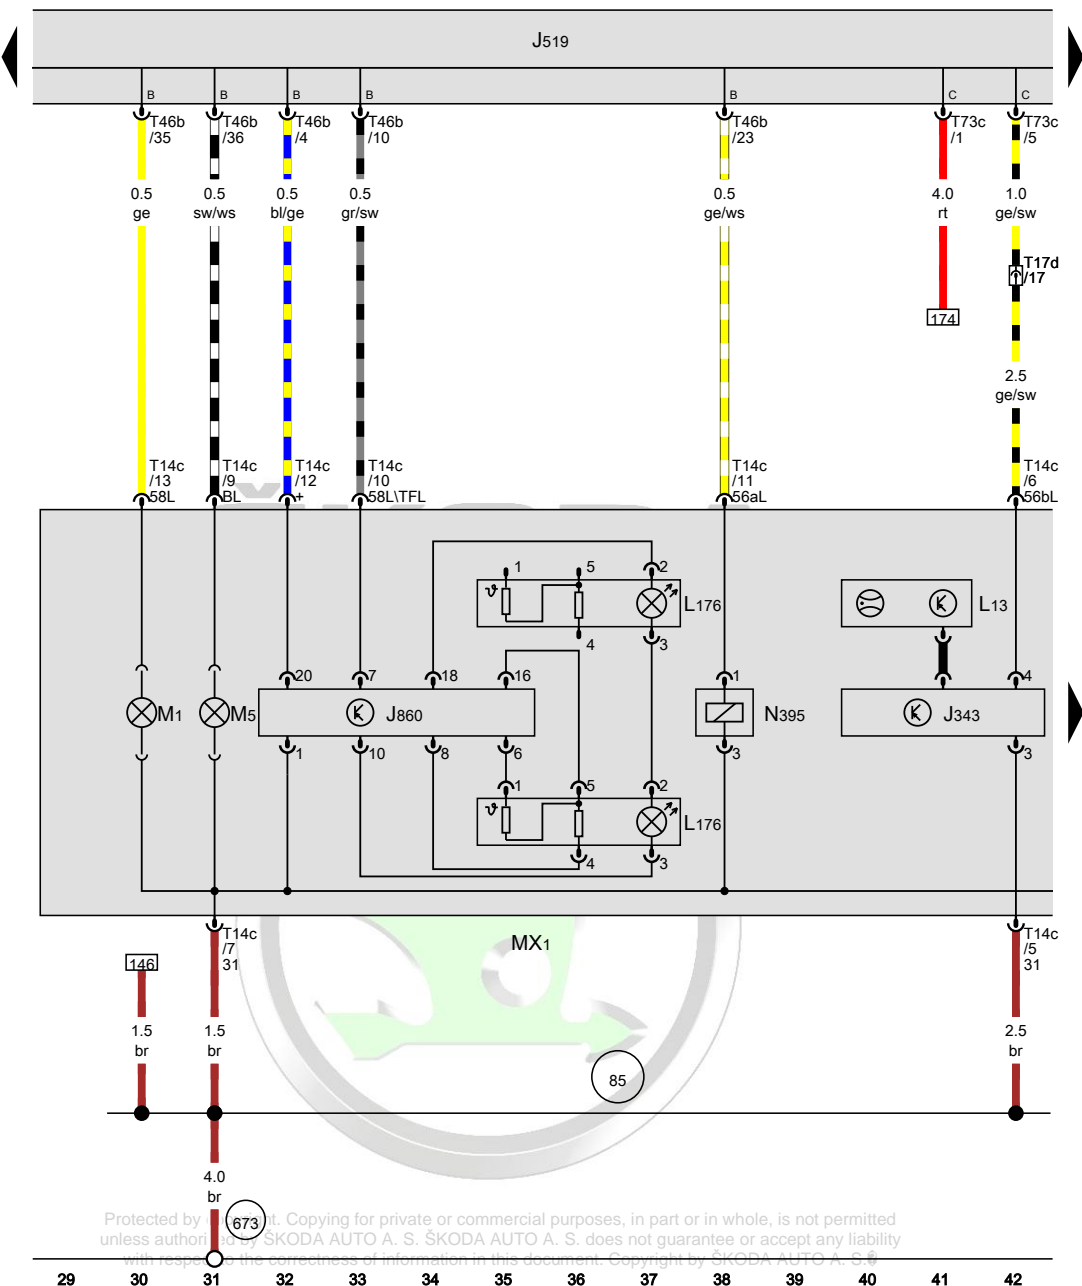 J519
B B B B B C C
T46b T46b T46b T46b T46b T73c T73c
/35 /36 /4 /10 /23 /1 /5
0.5 0.5 0.5 0.5 0.5 4.0 1.0
ge sw/ws bl/ge gr/sw ge/ws rt ge/sw
T17d
/17
174
2.5
ge/sw
T14c T14c T14c T14c T14c T14c
/13 /9 /12 /10 /11 /6
58L BL + 58L\TFL 56aL 56bL
1 5 2
L176 L13
4 3
20 7 18 16 1 4
M1 M5 J860 N395 J343
1 10 8 6 3 3
1 5 2
L176
4 3
T14c T14c
/7 /5
31 31
MX1
146
1.5 1.5 2.5
br br br
85
4.0
br
673
Protected by copyright. Copying for private or commercial purposes, in part or in whole, is not permitted
unless authorised by ŠKODA AUTO A. S. ŠKODA AUTO A. S. does not guarantee or accept any liability
with respect to the correctness of information in this document. Copyright by ŠKODA AUTO A. S.
29 30 31 32 33 34 35 36 37 38 39 40 41 42